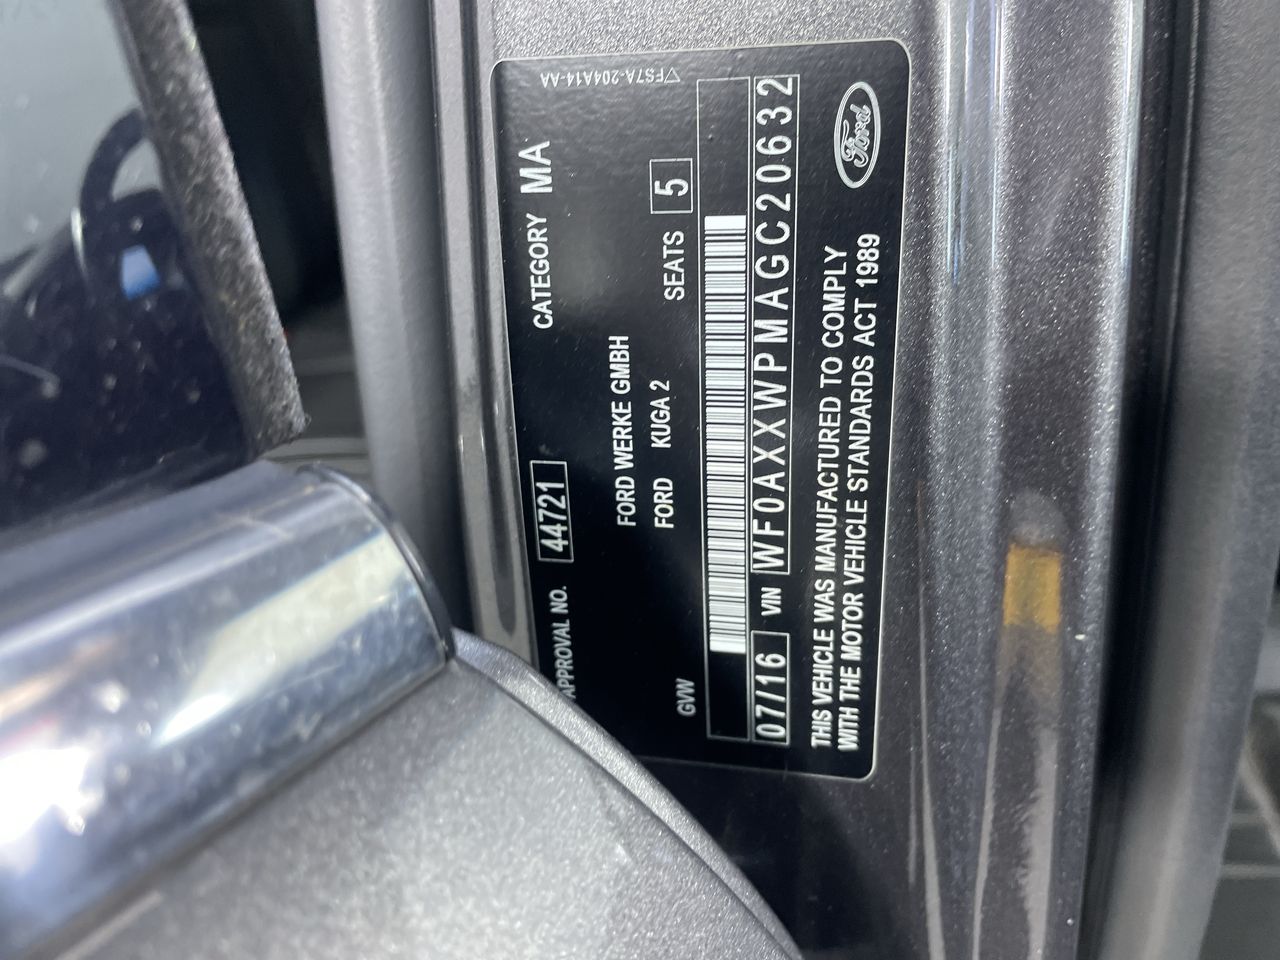 ▽FS7A-204A14-AA
APPROVAL NO. 44721 CATEGORY MA
FORD WERKE GMBH
FORD KUGA 2
GVW SEATS 5
07/16 VIN WF0AXXWPMAGC20632
THIS VEHICLE WAS MANUFACTURED TO COMPLY
WITH THE MOTOR VEHICLE STANDARDS ACT 1989
Ford